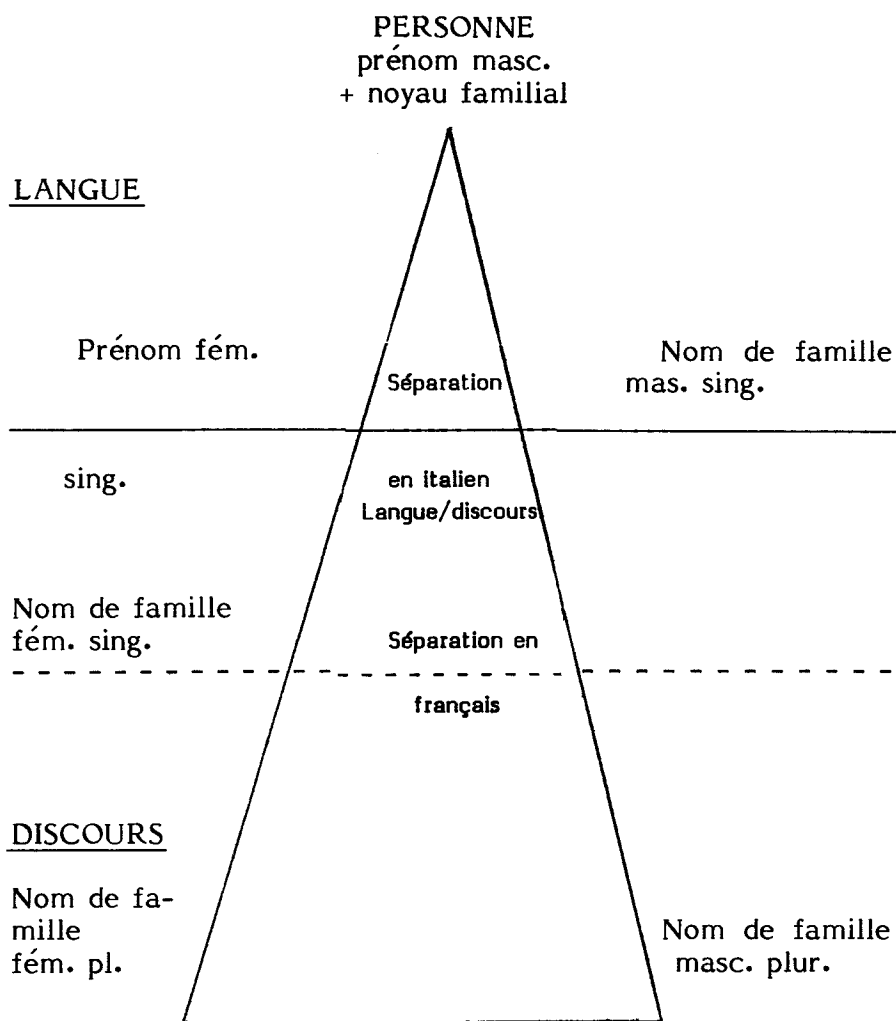 PERSONNE
prénom masc.
+ noyau familial
LANGUE
Prénom fém.
Séparation
Nom de famille
mas. sing.
sing.
en italien
Langue/discours
Nom de famille
fém. sing.
Séparation en
français
DISCOURS
Nom de fa-
mille
fém. pl.
Nom de famille
masc. plur.